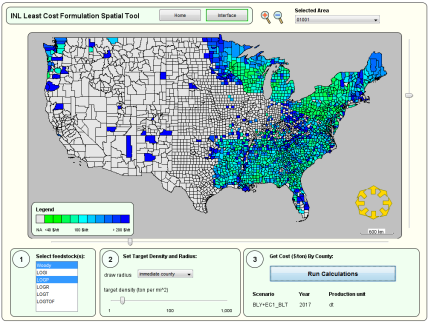 INL Least Cost Formulation Spatial Tool
Home
Interface
Selected Area
01001
Legend
NA <40 $/dt 80 $/dt >200 $/dt
600 km
1
Select feedstock(s):
Woody
LOGI
LOGP
LOGR
LOGT
LOGTOF
2
Set Target Density and Radius:
draw radius immediate county
target density (ton per mi^2)
1 100 1,000
3
Get Cost ($/ton) By County:
Run Calculations
Scenario Year Production unit
BLY+EC1_BLT 2017 dt